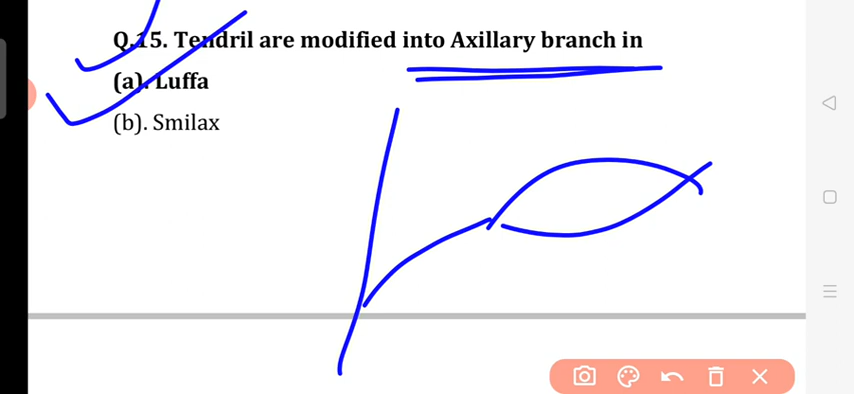 Q.15. Tendril are modified into Axillary branch in
(a). Luffa
(b). Smilax